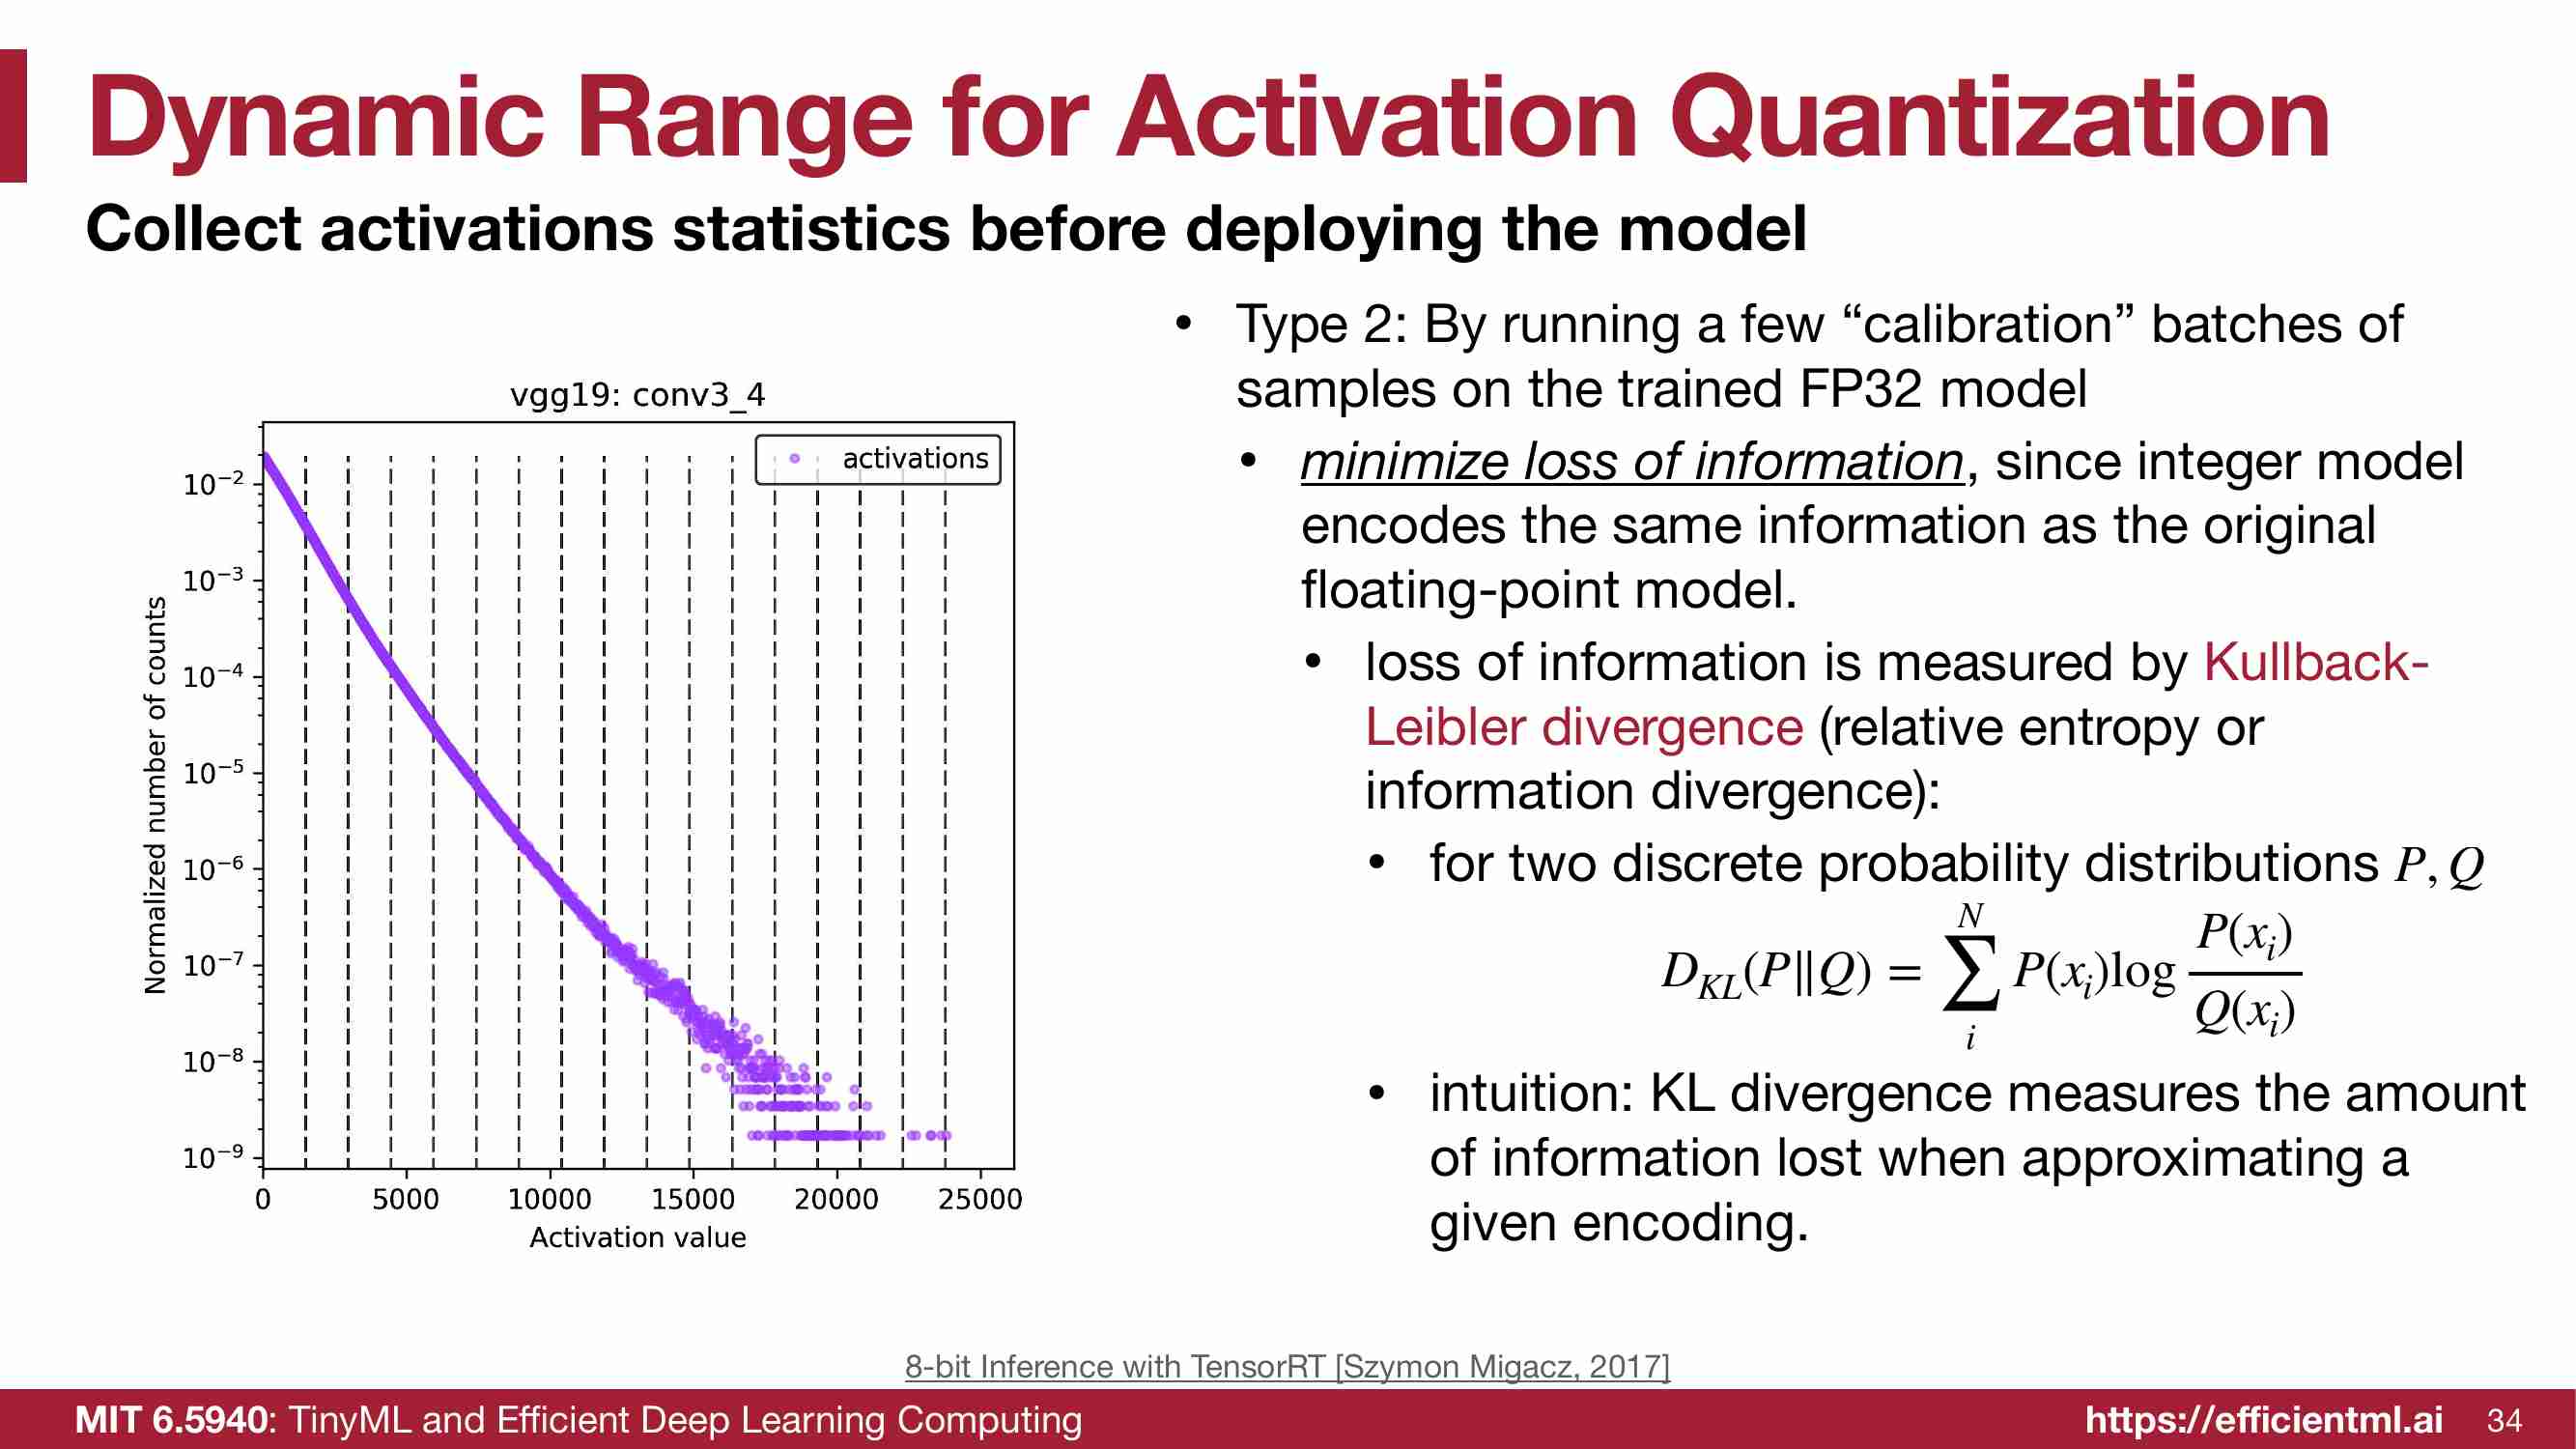 Dynamic Range for Activation Quantization
Collect activations statistics before deploying the model
vgg19: conv3_4
activations
10⁻²
10⁻³
10⁻⁴
10⁻⁵
10⁻⁶
10⁻⁷
10⁻⁸
10⁻⁹
Normalized number of counts
0 5000 10000 15000 20000 25000
Activation value
• Type 2: By running a few “calibration” batches of
samples on the trained FP32 model
• minimize loss of information, since integer model
encodes the same information as the original
floating-point model.
• loss of information is measured by Kullback-
Leibler divergence (relative entropy or
information divergence):
• for two discrete probability distributions P, Q
D_KL(P||Q) = ∑_i^N P(x_i)log P(x_i)/Q(x_i)
• intuition: KL divergence measures the amount
of information lost when approximating a
given encoding.
8-bit Inference with TensorRT [Szymon Migacz, 2017]
MIT 6.5940: TinyML and Efficient Deep Learning Computing
https://efficientml.ai 34